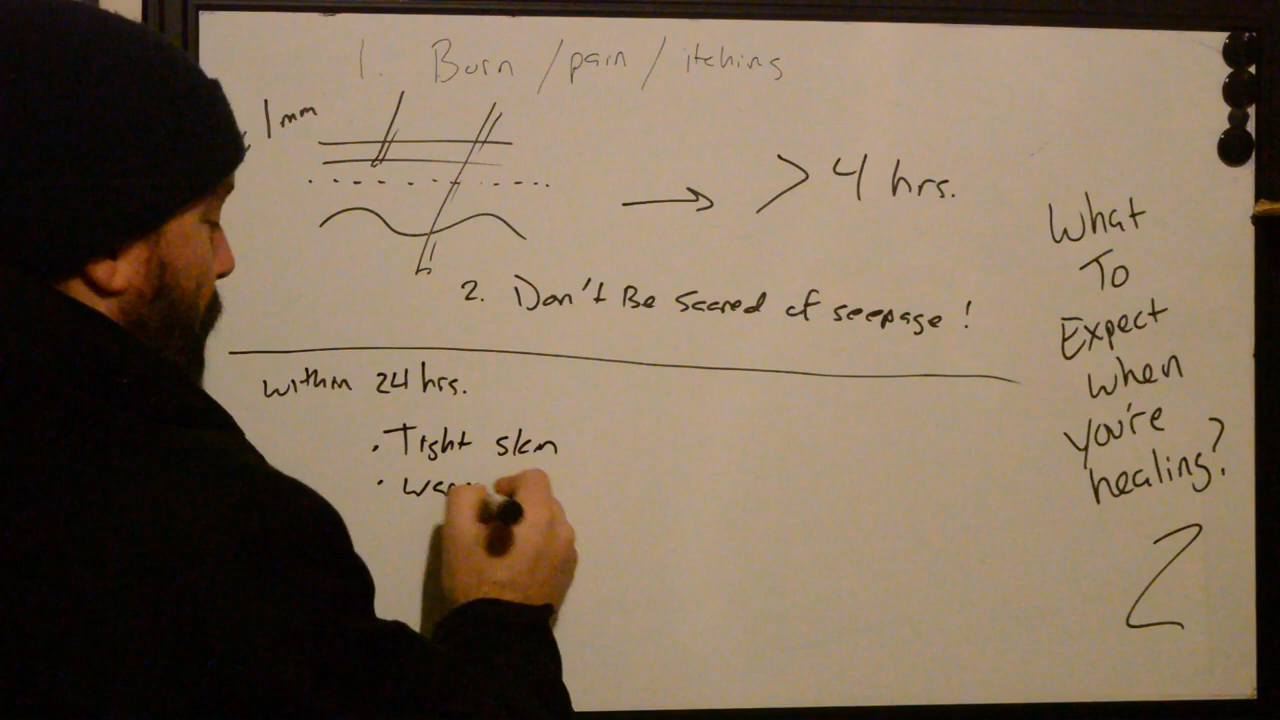 1. Burn / pain / itching
1mm
→ > 4 hrs.
2. Don't Be Scared of seepage!
within 24 hrs.
• Tight skin
•
What
To
Expect
when
you're
healing?
2